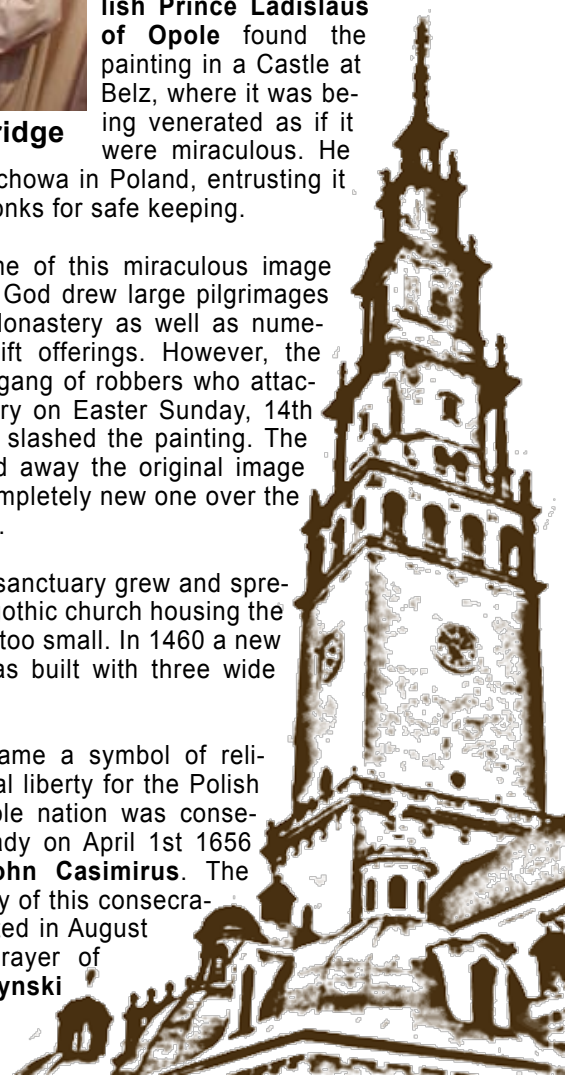 lish Prince Ladislaus
of Opole found the
painting in a Castle at
Belz, where it was be-
ing venerated as if it
ridge
were miraculous. He
chowa in Poland, entrusting it
onks for safe keeping.
ne of this miraculous image
God drew large pilgrimages
onastery as well as nume-
ift offerings. However, the
gang of robbers who attac-
ry on Easter Sunday, 14th
slashed the painting. The
d away the original image
mpletely new one over the
.
sanctuary grew and spre-
gothic church housing the
too small. In 1460 a new
as built with three wide
ame a symbol of reli-
al liberty for the Polish
ole nation was conse-
ady on April 1st 1656
ohn Casimirus. The
y of this consecra-
ed in August
rayer of
ynski